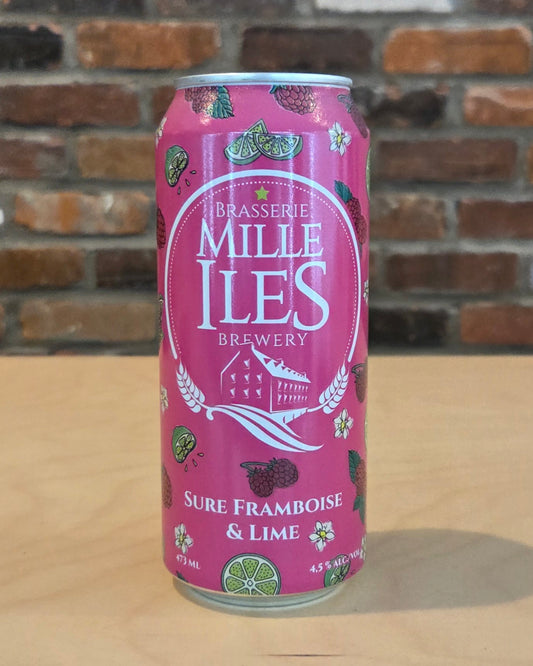 BRASSERIE
MILLE
ILES
BREWERY
SURE FRAMBOISE
& LIME
473 ML
4,5 % ALC./VOL.